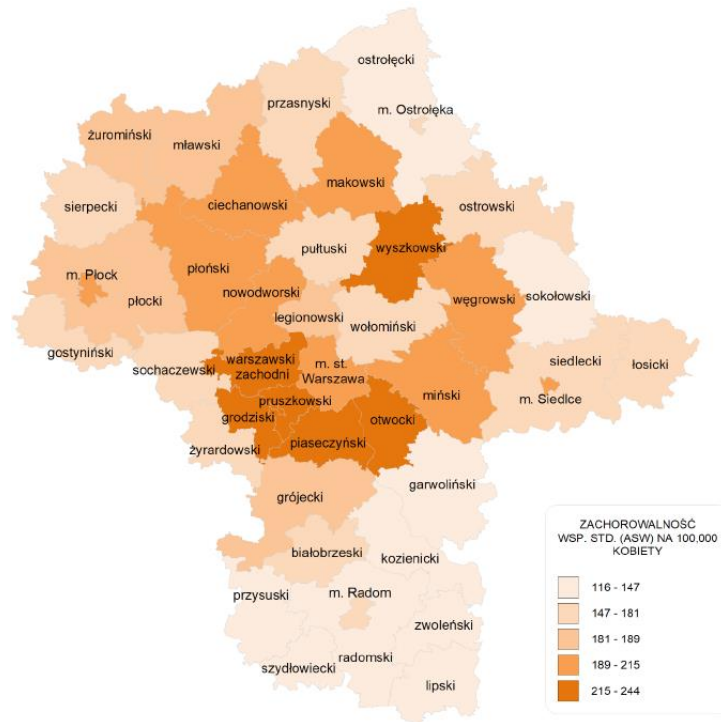 ostrołęcki
przasnyski
m. Ostrołęka
żuromiński
mławski
makowski
ciechanowski
sierpecki
ostrowski
pułtuski
wyszkowski
m. Płock
płoński
płocki
nowodworski
węgrowski
sokołowski
legionowski
wołomiński
gostyniński
sochaczewski
warszawski
zachodni
m. st.
Warszawa
siedlecki
łosicki
miński
m. Siedlce
pruszkowski
grodziski
otwocki
piaseczyński
żyrardowski
garwoliński
grójecki
białobrzeski
kozienicki
przysuski
m. Radom
zwoleński
radomski
szydłowiecki
lipski
ZACHOROWALNOŚĆ
WSP. STD. (ASW) NA 100,000
KOBIETY
116 - 147
147 - 181
181 - 189
189 - 215
215 - 244